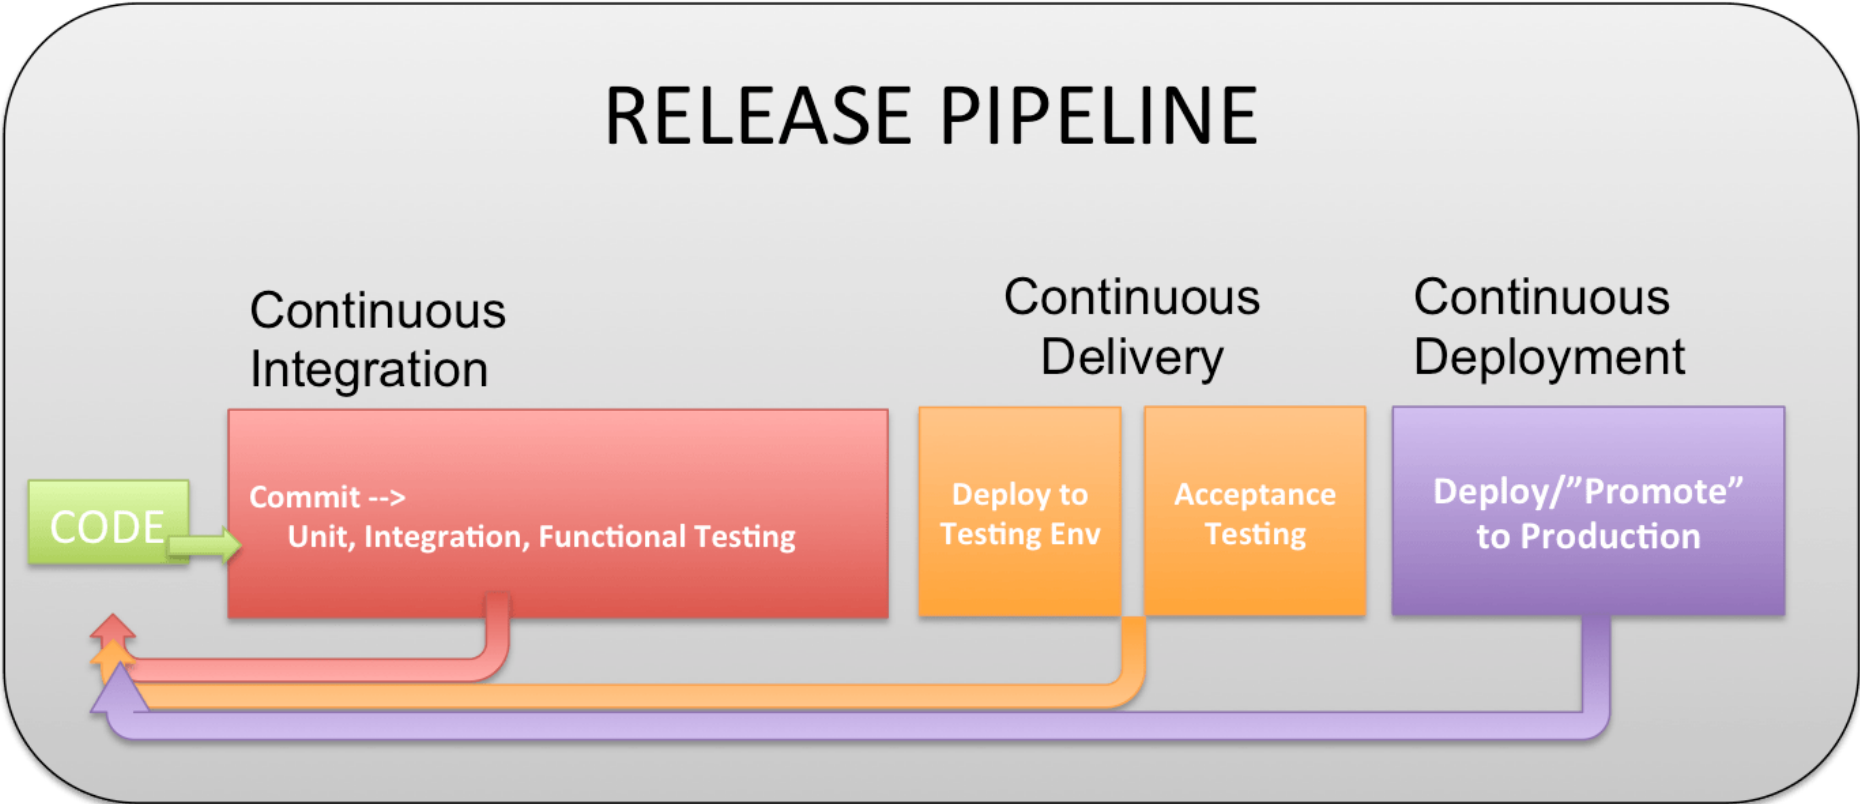 RELEASE PIPELINE
Continuous
Integration
Continuous
Delivery
Continuous
Deployment
CODE
Commit -->
Unit, Integration, Functional Testing
Deploy to
Testing Env
Acceptance
Testing
Deploy/”Promote”
to Production